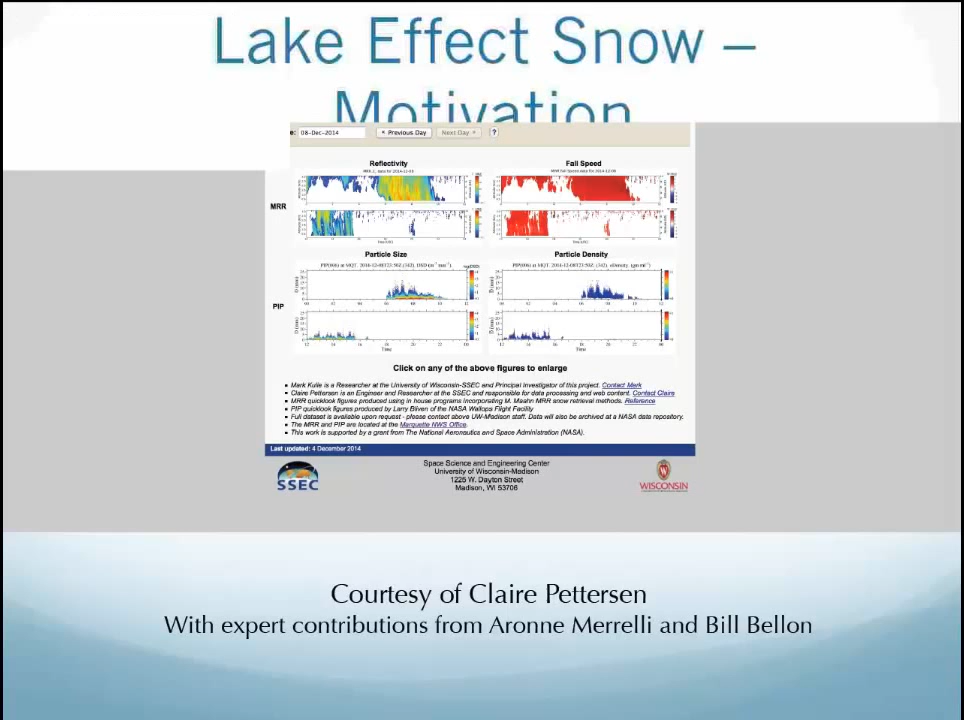 Lake Effect Snow –
Motivation
08-Dec-2014 < Previous Day Next Day > ?
Reflectivity Fall Speed
MRR
Particle Size Particle Density
PIP
Time Time
Click on any of the above figures to enlarge
Mark Kulie is a Researcher at the University of Wisconsin-SSEC and Principal Investigator of this project. Contact Mark
Claire Pettersen is an Engineer and Researcher at the SSEC and responsible for data processing and web content. Contact Claire
MRR quicklook figures produced using in house programs incorporating M. Maahn MRR snow retrieval methods. Reference
PIP quicklook figures produced by Larry Bliven of the NASA Wallops Flight Facility
Full dataset is available upon request - please contact above UW-Madison staff. Data will also be archived at a NASA data repository.
The MRR and PIP are located at the Marquette NWS Office.
This work is supported by a grant from The National Aeronautics and Space Administration (NASA).
Last updated: 4 December 2014
SSEC
Space Science and Engineering Center
University of Wisconsin-Madison
1225 W. Dayton Street
Madison, WI 53706
WISCONSIN
Courtesy of Claire Pettersen
With expert contributions from Aronne Merrelli and Bill Bellon